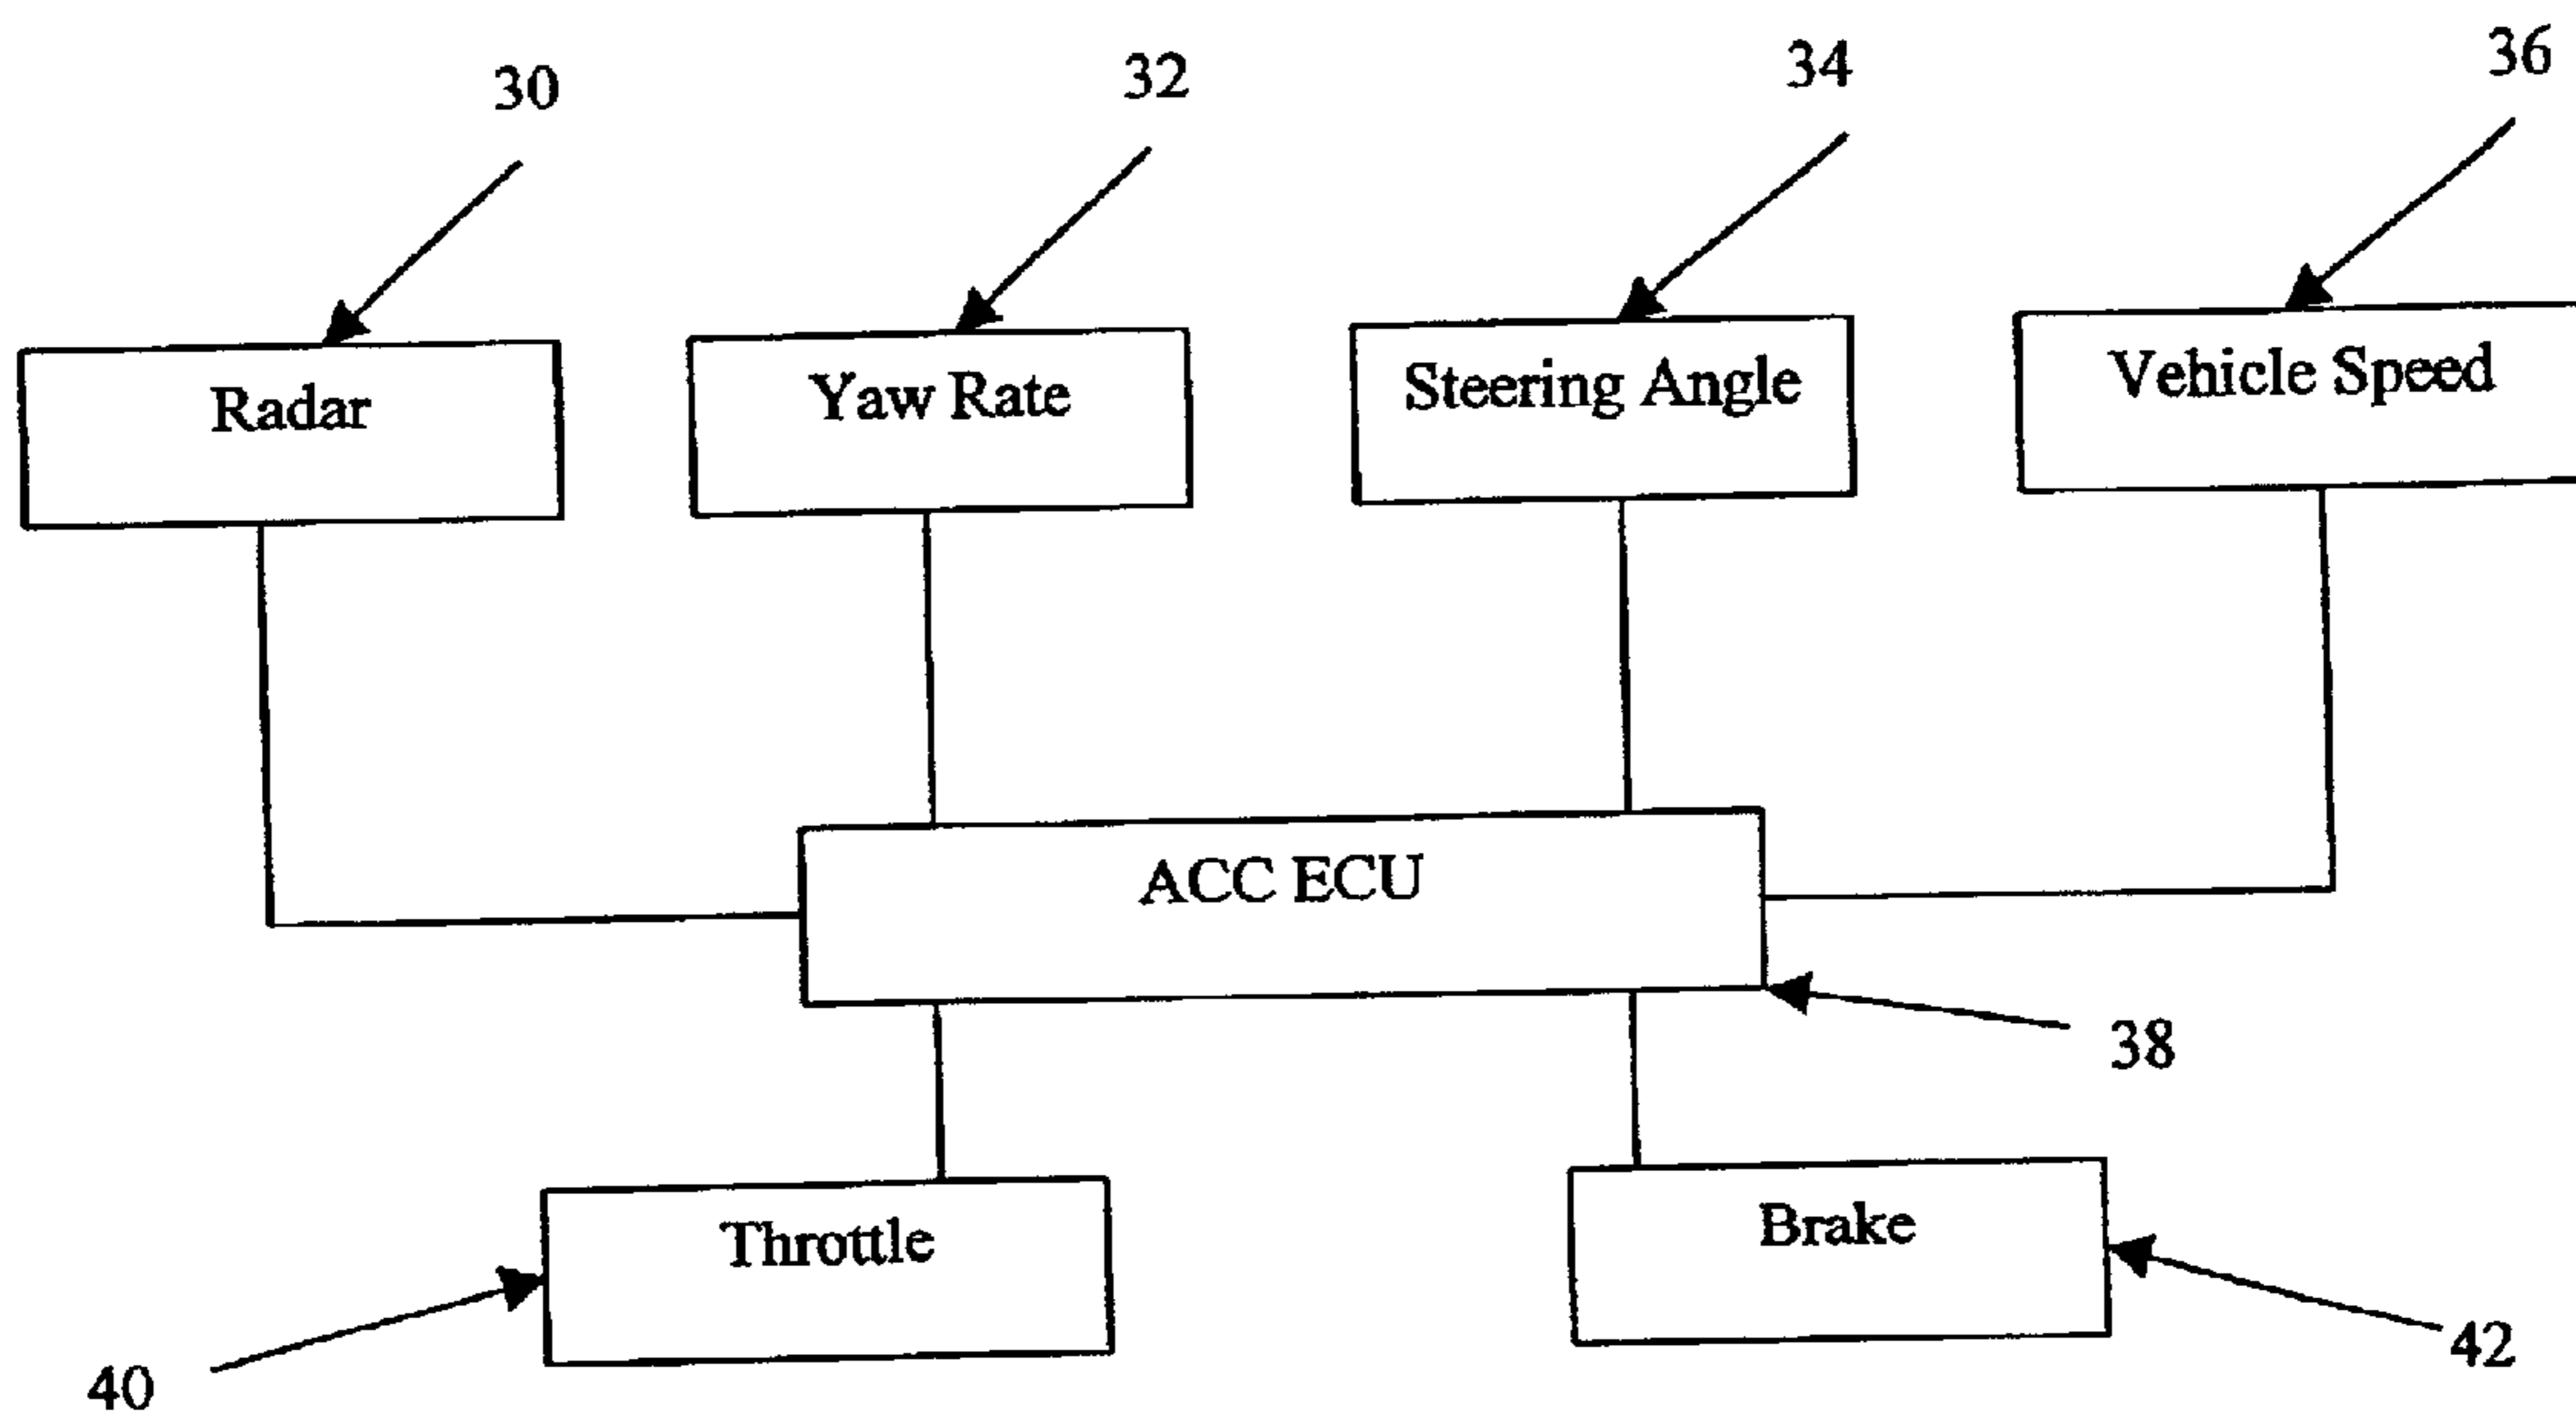 30
32
34
36
Radar
Yaw Rate
Steering Angle
Vehicle Speed
ACC ECU
38
Throttle
Brake
40
42